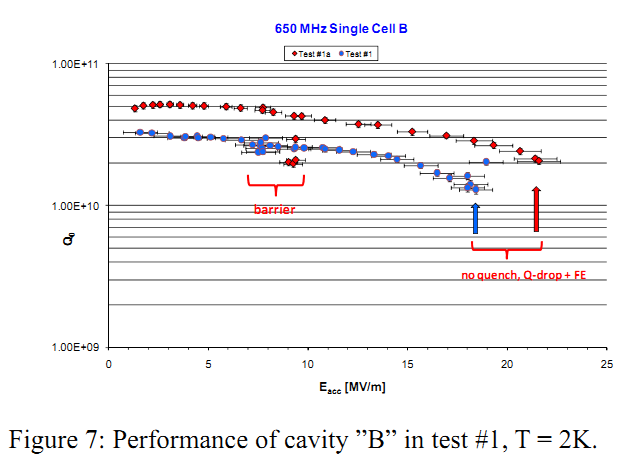 650 MHz Single Cell B
Test #1a Test #1
1.00E+11
1.00E+10
1.00E+09
Q0
barrier
no quench, Q-drop + FE
0 5 10 15 20 25
Eacc [MV/m]
Figure 7: Performance of cavity ”B” in test #1, T = 2K.